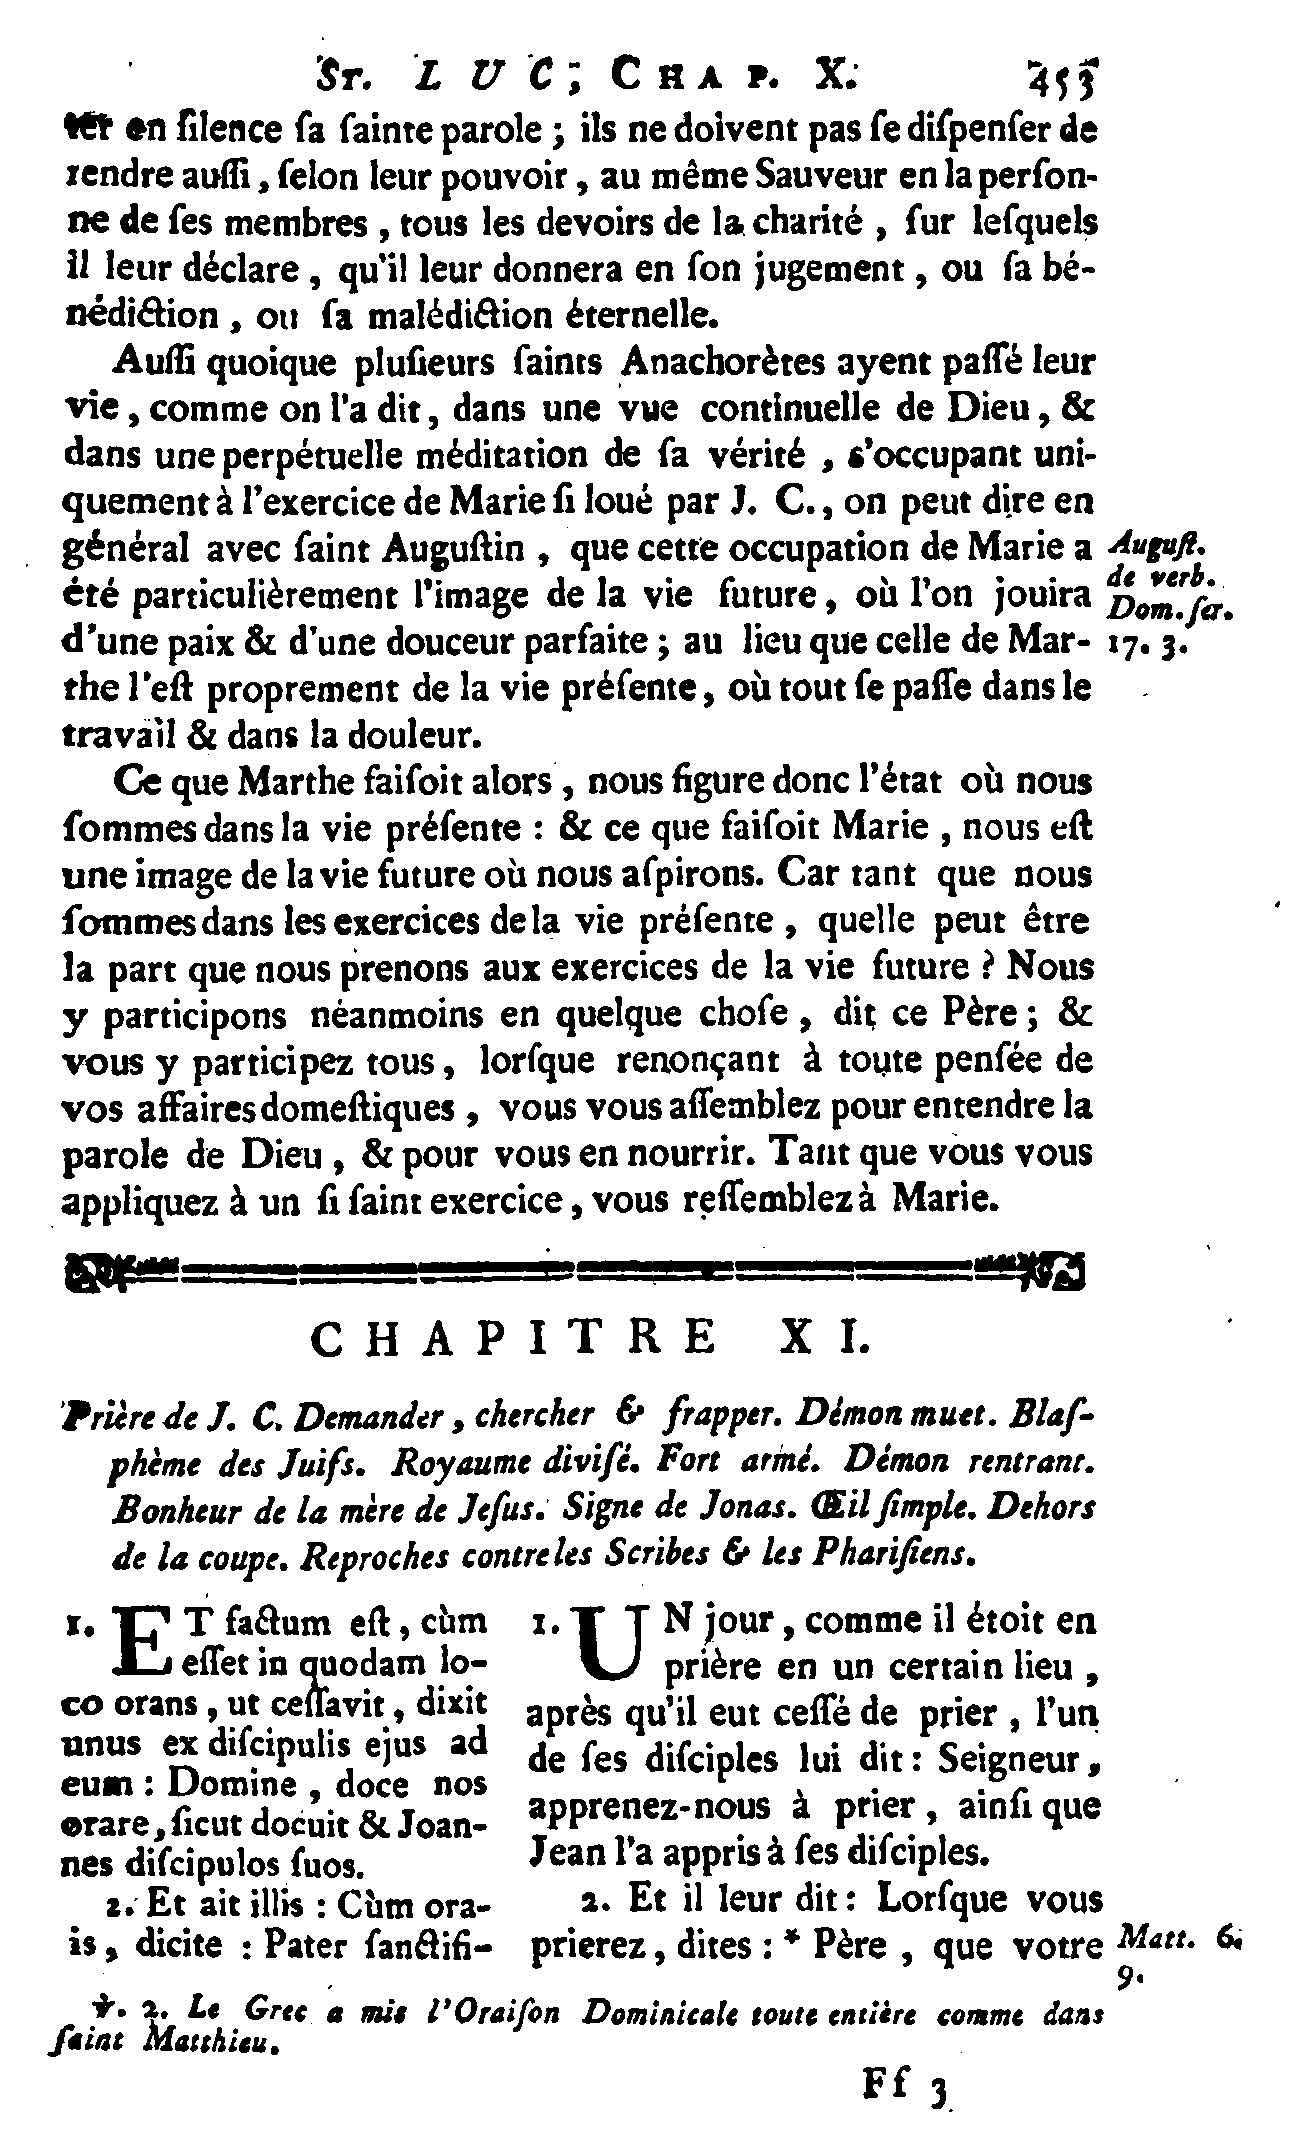 St. LUC, CHAP. X. 453
ter en ſilence ſa ſainte parole ; ils ne doivent pas ſe diſpenſer de
rendre auſſi, ſelon leur pouvoir, au même Sauveur en la perſon-
ne de ſes membres, tous les devoirs de la charité, ſur leſquels
il leur déclare, qu'il leur donnera en ſon jugement, ou ſa bé-
nédiction, ou ſa malédiction éternelle.
Auſſi quoique pluſieurs ſaints Anachorètes ayent paſſé leur
vie, comme on l'a dit, dans une vue continuelle de Dieu, &
dans une perpétuelle méditation de ſa vérité, s'occupant uni-
quement à l'exercice de Marie ſi loué par J. C., on peut dire en
général avec ſaint Auguſtin, que cette occupation de Marie a
été particulièrement l'image de la vie future, où l'on jouira
d'une paix & d'une douceur parfaite ; au lieu que celle de Mar-
the l'eſt proprement de la vie préſente, où tout ſe paſſe dans le
travail & dans la douleur.
Auguſt.
de verb.
Dom. ſer.
17. 3.
Ce que Marthe faiſoit alors, nous figure donc l'état où nous
ſommes dans la vie préſente : & ce que faiſoit Marie, nous eſt
une image de la vie future où nous aſpirons. Car tant que nous
ſommes dans les exercices de la vie préſente, quelle peut être
la part que nous prenons aux exercices de la vie future ? Nous
y participons néanmoins en quelque choſe, dit ce Père ; &
vous y participez tous, lorſque renonçant à toute penſée de
vos affaires domeſtiques, vous vous aſſemblez pour entendre la
parole de Dieu, & pour vous en nourrir. Tant que vous vous
appliquez à un ſi ſaint exercice, vous reſſemblez à Marie.
CHAPITRE XI.
Prière de J. C. Demander, chercher & frapper. Démon muet. Blaſ-
phème des Juifs. Royaume diviſé. Fort armé. Démon rentrant.
Bonheur de la mère de Jeſus. Signe de Jonas. Œil ſimple. Dehors
de la coupe. Reproches contre les Scribes & les Phariſiens.
1. ET factum eſt, cùm
eſſet in quodam lo-
co orans, ut ceſſavit, dixit
unus ex diſcipulis ejus ad
eum : Domine, doce nos
orare, ſicut docuit & Joan-
nes diſcipulos ſuos.
2. Et ait illis : Cùm ora-
is, dicite : Pater ſanctifi-
1. UN jour, comme il étoit en
prière en un certain lieu,
après qu'il eut ceſſé de prier, l'un
de ſes diſciples lui dit : Seigneur,
apprenez-nous à prier, ainſi que
Jean l'a appris à ſes diſciples.
2. Et il leur dit : Lorſque vous
prierez, dites : * Père, que votre
Matt. 6.
9.
℣. 2. Le Grec a mis l'Oraiſon Dominicale toute entière comme dans
ſaint Matthieu.
Ff 3